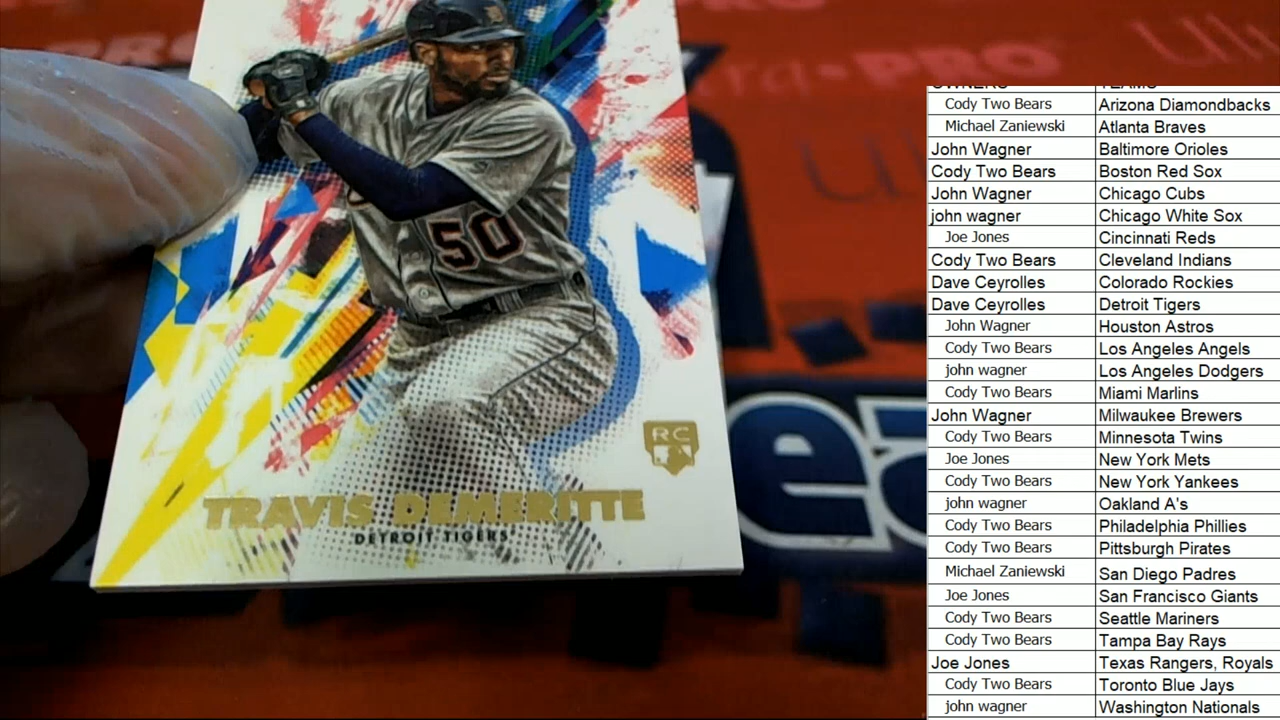 50
RC
TRAVIS DEMERITTE
DETROIT TIGERS
PRO
OWNERS TEAMS
Cody Two Bears Arizona Diamondbacks
Michael Zaniewski Atlanta Braves
John Wagner Baltimore Orioles
Cody Two Bears Boston Red Sox
John Wagner Chicago Cubs
john wagner Chicago White Sox
Joe Jones Cincinnati Reds
Cody Two Bears Cleveland Indians
Dave Ceyrolles Colorado Rockies
Dave Ceyrolles Detroit Tigers
John Wagner Houston Astros
Cody Two Bears Los Angeles Angels
john wagner Los Angeles Dodgers
Cody Two Bears Miami Marlins
John Wagner Milwaukee Brewers
Cody Two Bears Minnesota Twins
Joe Jones New York Mets
Cody Two Bears New York Yankees
john wagner Oakland A's
Cody Two Bears Philadelphia Phillies
Cody Two Bears Pittsburgh Pirates
Michael Zaniewski San Diego Padres
Joe Jones San Francisco Giants
Cody Two Bears Seattle Mariners
Cody Two Bears Tampa Bay Rays
Joe Jones Texas Rangers, Royals
Cody Two Bears Toronto Blue Jays
john wagner Washington Nationals